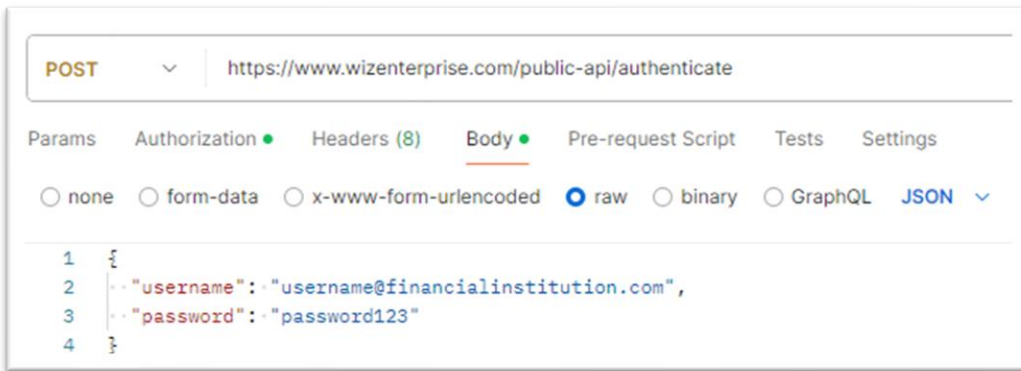 POST https://www.wizenterprise.com/public-api/authenticate
Params Authorization Headers (8) Body Pre-request Script Tests Settings
none form-data x-www-form-urlencoded raw binary GraphQL JSON
1 {
2 "username": "username@financialinstitution.com",
3 "password": "password123"
4 }